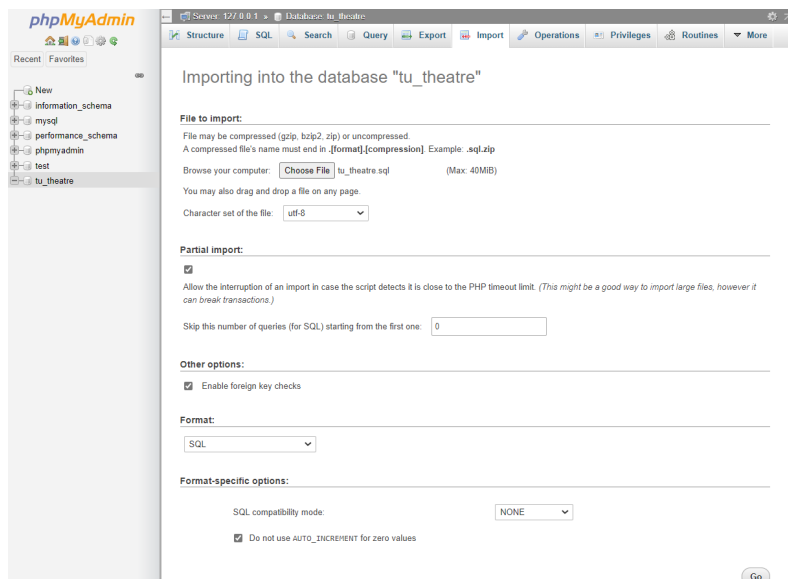 phpMyAdmin
Recent Favorites
New
information_schema
mysql
performance_schema
phpmyadmin
test
tu_theatre
Server: 127.0.0.1 » Database: tu_theatre
Structure SQL Search Query Export Import Operations Privileges Routines More
Importing into the database "tu_theatre"
File to import:
File may be compressed (gzip, bzip2, zip) or uncompressed.
A compressed file's name must end in .[format].[compression]. Example: .sql.zip
Browse your computer: Choose File tu_theatre.sql (Max: 40MiB)
You may also drag and drop a file on any page.
Character set of the file: utf-8
Partial import:
Allow the interruption of an import in case the script detects it is close to the PHP timeout limit. (This might be a good way to import large files, however it
can break transactions.)
Skip this number of queries (for SQL) starting from the first one: 0
Other options:
Enable foreign key checks
Format:
SQL
Format-specific options:
SQL compatibility mode: NONE
Do not use AUTO_INCREMENT for zero values
Go